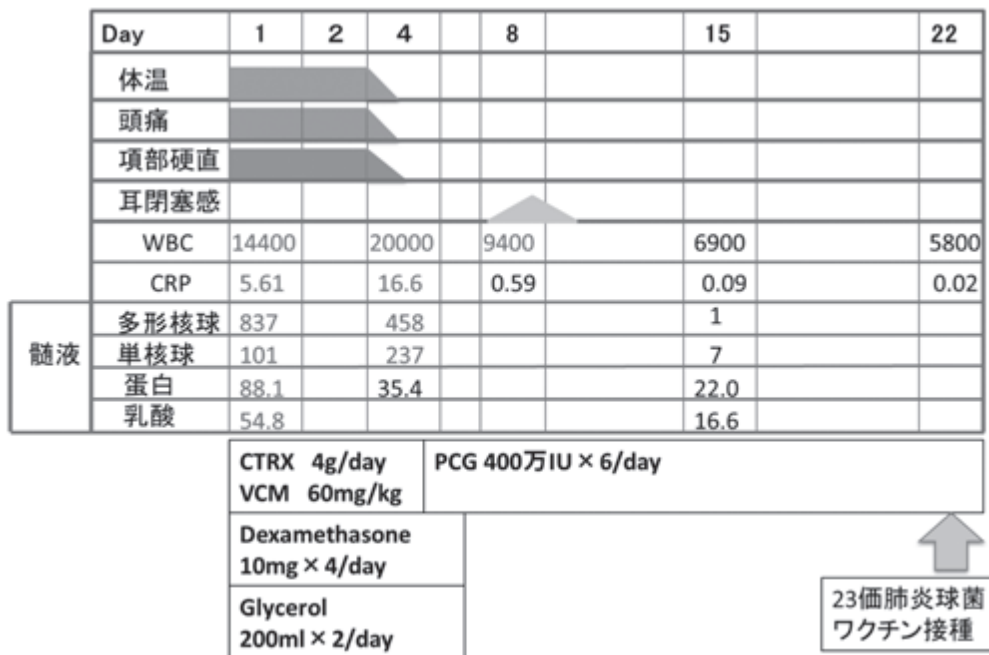 Day 1 2 4 8 15 22
体温
頭痛
項部硬直
耳閉塞感
WBC 14400 20000 9400 6900 5800
CRP 5.61 16.6 0.59 0.09 0.02
髄液
多形核球 837 458 1
単核球 101 237 7
蛋白 88.1 35.4 22.0
乳酸 54.8 16.6
CTRX 4g/day
VCM 60mg/kg
PCG 400万IU × 6/day
Dexamethasone
10mg × 4/day
Glycerol
200ml × 2/day
23価肺炎球菌
ワクチン接種